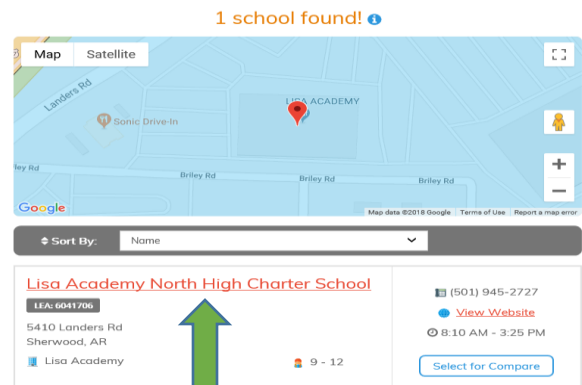 1 school found!
Map Satellite
Landers Rd
LISA ACADEMY
Sonic Drive-In
ley Rd
Briley Rd
Briley Rd
Briley Rd
Google
Map data ©2018 Google Terms of Use Report a map error
Sort By: Name
Lisa Academy North High Charter School
LEA: 6041706
5410 Landers Rd
Sherwood, AR
Lisa Academy
9 - 12
(501) 945-2727
View Website
8:10 AM - 3:25 PM
Select for Compare